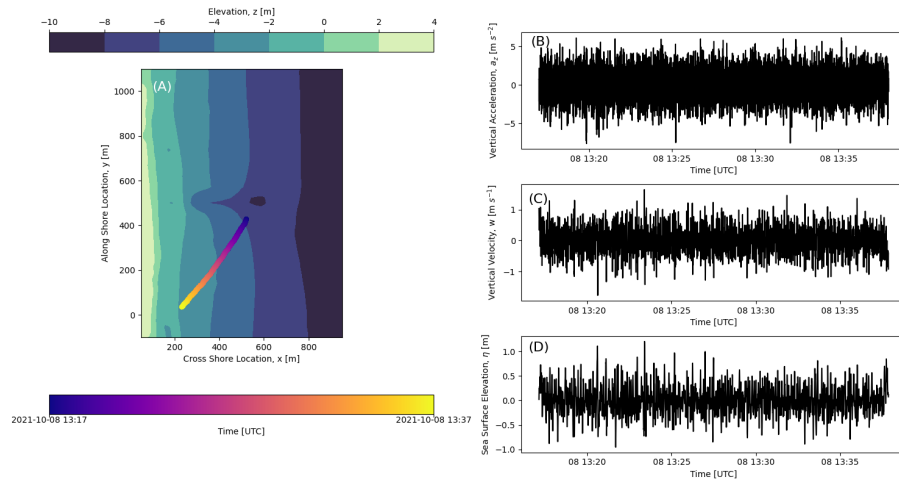 Elevation, z [m]
−10 −8 −6 −4 −2 0 2 4
(A)
1000
800
600
400
200
0
Along Shore Location, y [m]
200 400 600 800
Cross Shore Location, x [m]
2021-10-08 13:17 2021-10-08 13:37
Time [UTC]
(B)
Vertical Acceleration, a_z [m s⁻²]
5
0
−5
08 13:20 08 13:25 08 13:30 08 13:35
Time [UTC]
(C)
Vertical Velocity, w [m s⁻¹]
1
0
−1
08 13:20 08 13:25 08 13:30 08 13:35
Time [UTC]
(D)
Sea Surface Elevation, η [m]
1.0
0.5
0.0
−0.5
−1.0
08 13:20 08 13:25 08 13:30 08 13:35
Time [UTC]